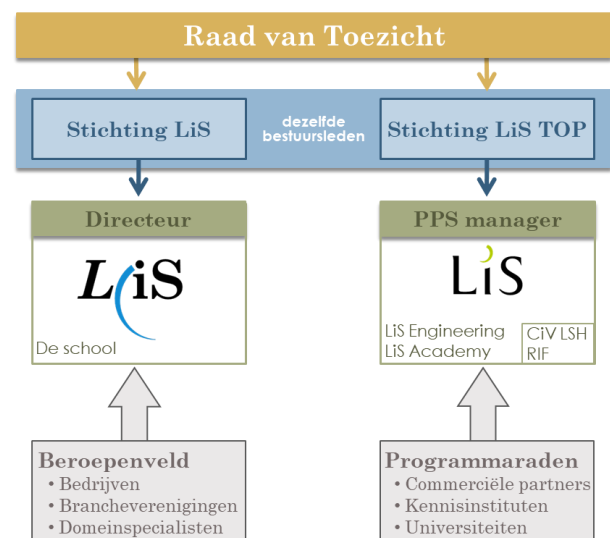 Raad van Toezicht
Stichting LiS
dezelfde
bestuursleden
Stichting LiS TOP
Directeur
LiS
De school
PPS manager
LiS
LiS Engineering
LiS Academy
CiV LSH
RIF
Beroepenveld
• Bedrijven
• Brancheverenigingen
• Domeinspecialisten
Programmaraden
• Commerciële partners
• Kennisinstituten
• Universiteiten